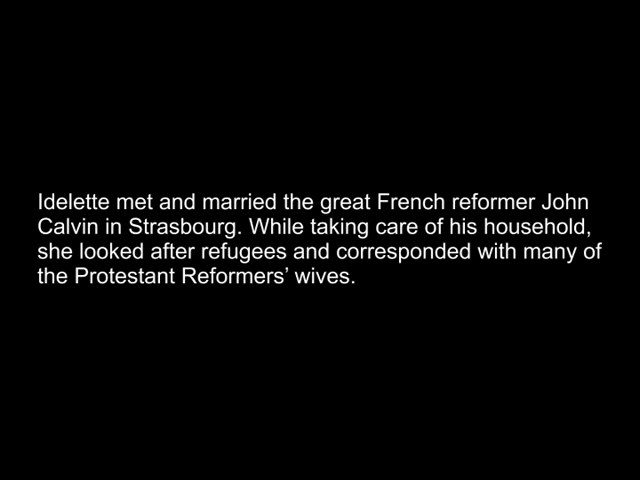 Idelette met and married the great French reformer John
Calvin in Strasbourg. While taking care of his household,
she looked after refugees and corresponded with many of
the Protestant Reformers’ wives.